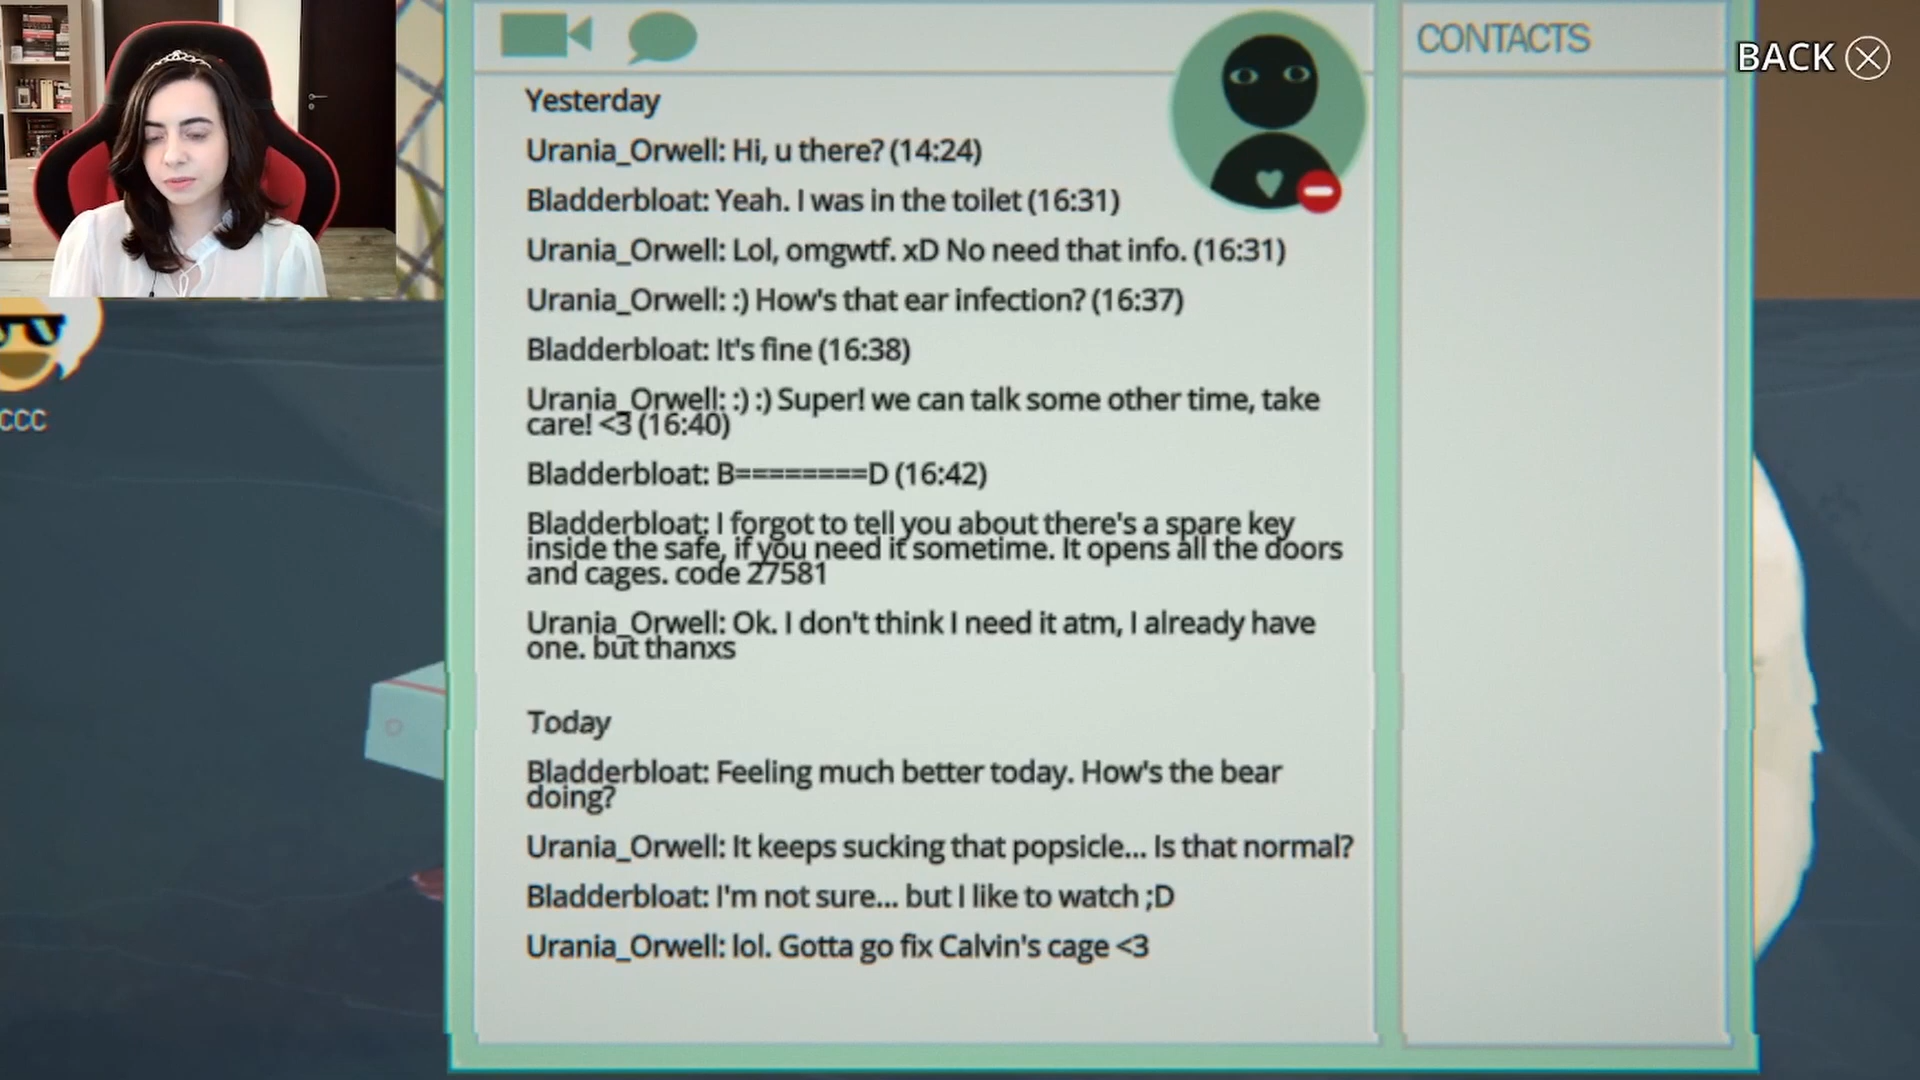 CONTACTS
BACK
Yesterday
Urania_Orwell: Hi, u there? (14:24)
Bladderbloat: Yeah. I was in the toilet (16:31)
Urania_Orwell: Lol, omgwtf. xD No need that info. (16:31)
Urania_Orwell: :) How's that ear infection? (16:37)
Bladderbloat: It's fine (16:38)
Urania_Orwell: :) :) Super! we can talk some other time, take
care! <3 (16:40)
Bladderbloat: B========D (16:42)
Bladderbloat: I forgot to tell you about there's a spare key
inside the safe, if you need it sometime. It opens all the doors
and cages. code 27581
Urania_Orwell: Ok. I don't think I need it atm, I already have
one. but thanxs
Today
Bladderbloat: Feeling much better today. How's the bear
doing?
Urania_Orwell: It keeps sucking that popsicle... Is that normal?
Bladderbloat: I'm not sure... but I like to watch ;D
Urania_Orwell: lol. Gotta go fix Calvin's cage <3
ccc